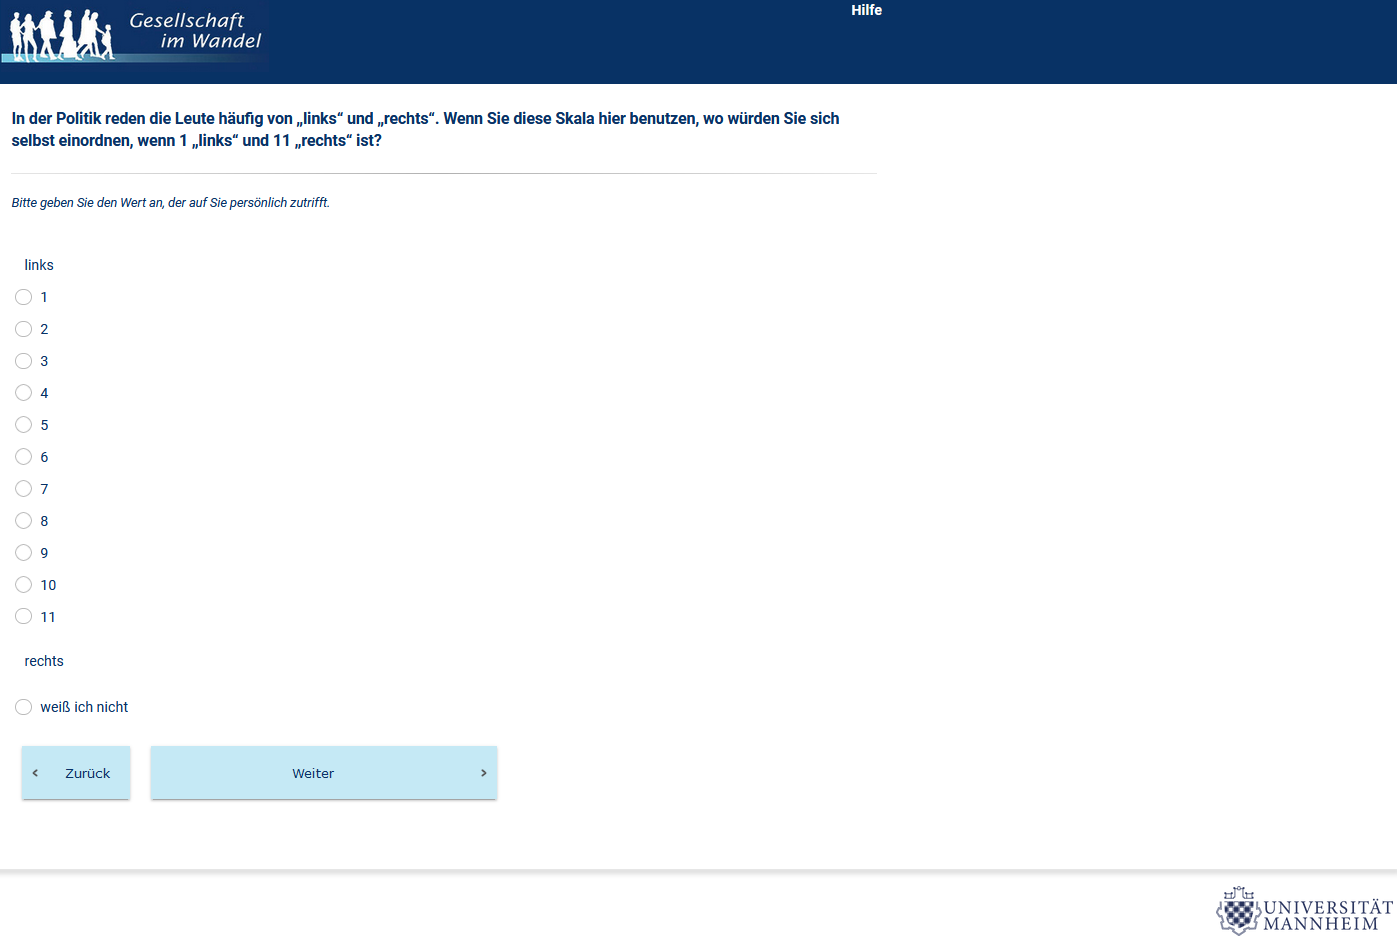 Gesellschaft
im Wandel
Hilfe
In der Politik reden die Leute häufig von „links“ und „rechts“. Wenn Sie diese Skala hier benutzen, wo würden Sie sich
selbst einordnen, wenn 1 „links“ und 11 „rechts“ ist?
Bitte geben Sie den Wert an, der auf Sie persönlich zutrifft.
links
1
2
3
4
5
6
7
8
9
10
11
rechts
weiß ich nicht
Zurück
Weiter
UNIVERSITÄT
MANNHEIM